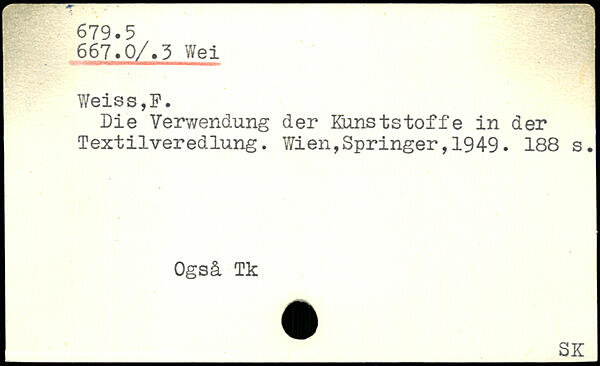 679.5
667.0/.3 Wei
Weiss,F.
Die Verwendung der Kunststoffe in der
Textilveredlung. Wien,Springer,1949. 188 s.
Også Tk
SK